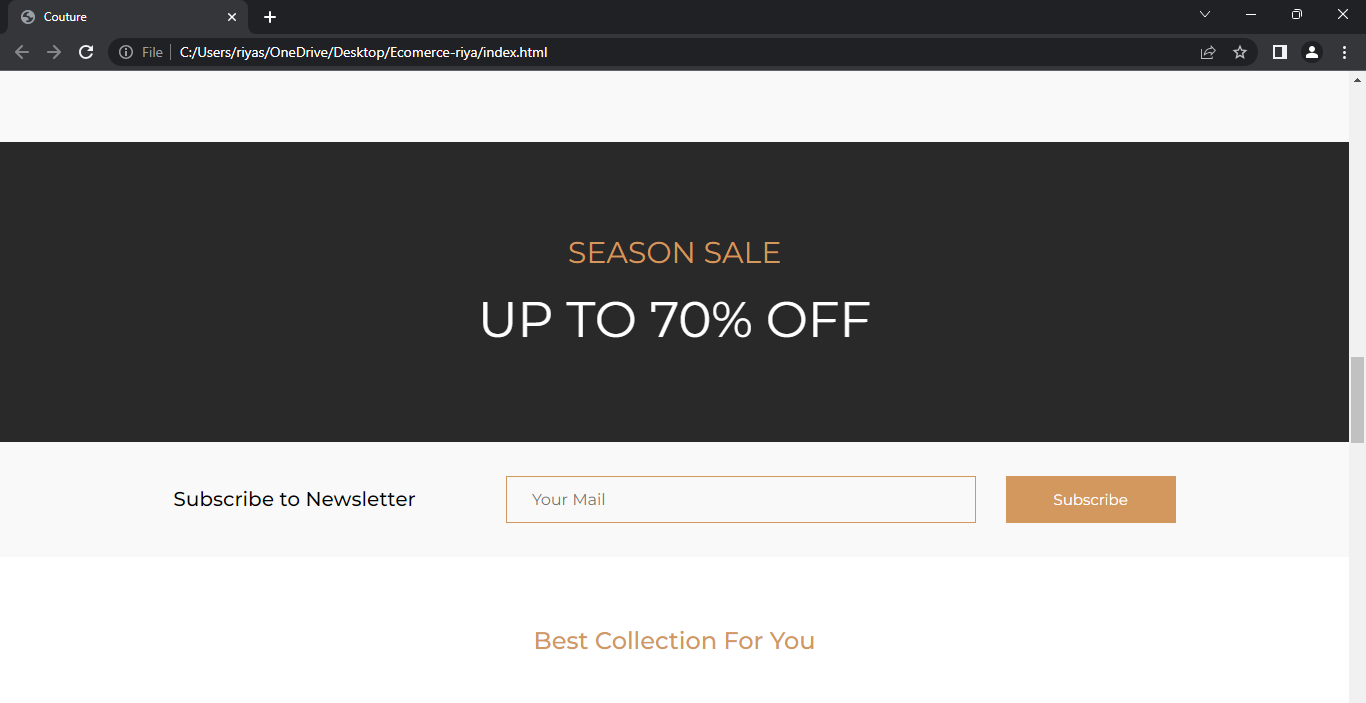 Couture
File C:/Users/riyas/OneDrive/Desktop/Ecomerce-riya/index.html
SEASON SALE
UP TO 70% OFF
Subscribe to Newsletter Your Mail Subscribe
Best Collection For You